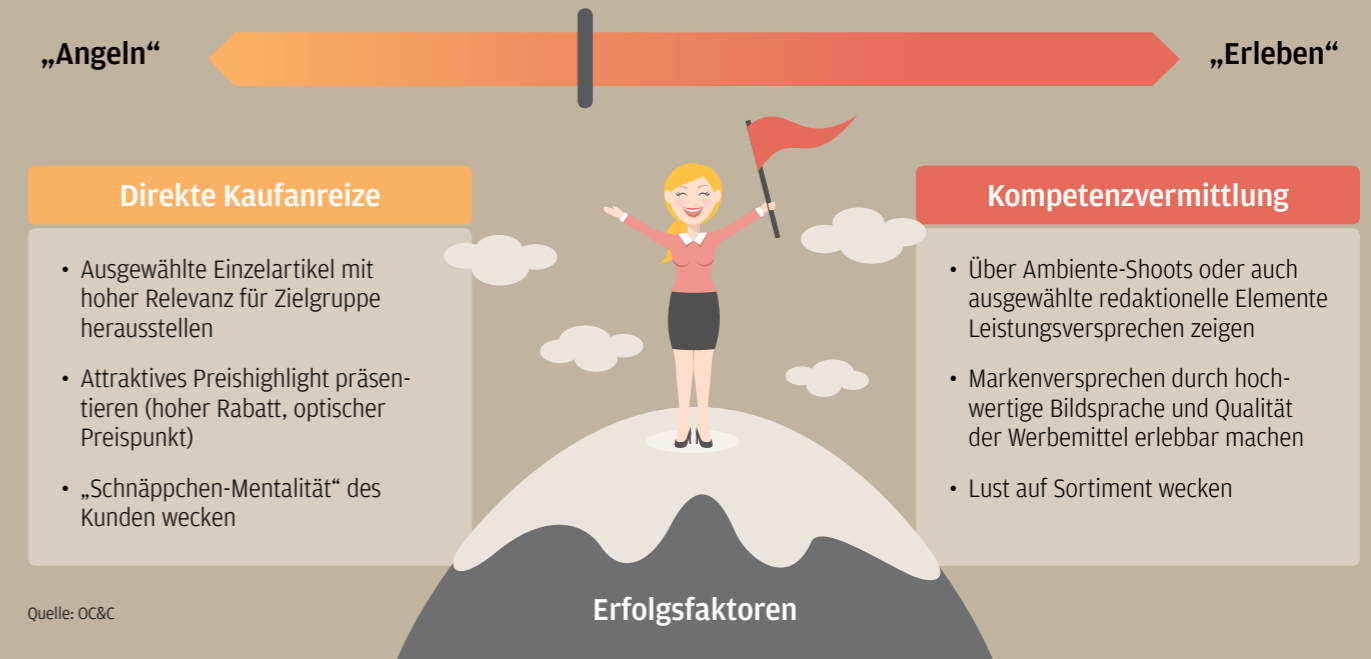 „Angeln“
„Erleben“
Direkte Kaufanreize
• Ausgewählte Einzelartikel mit
hoher Relevanz für Zielgruppe
herausstellen
• Attraktives Preishighlight präsen-
tieren (hoher Rabatt, optischer
Preispunkt)
• „Schnäppchen-Mentalität“ des
Kunden wecken
Kompetenzvermittlung
• Über Ambiente-Shoots oder auch
ausgewählte redaktionelle Elemente
Leistungsversprechen zeigen
• Markenversprechen durch hoch-
wertige Bildsprache und Qualität
der Werbemittel erlebbar machen
• Lust auf Sortiment wecken
Erfolgsfaktoren
Quelle: OC&C